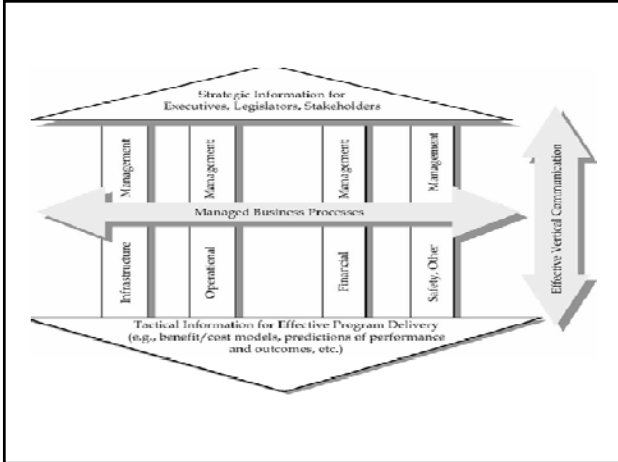 Strategic Information for
Executives, Legislators, Stakeholders
Management
Management
Management
Management
Managed Business Processes
Infrastructure
Operational
Financial
Safety, Other
Effective Vertical Communication
Tactical Information for Effective Program Delivery
(e.g., benefit/cost models, predictions of performance
and outcomes, etc.)